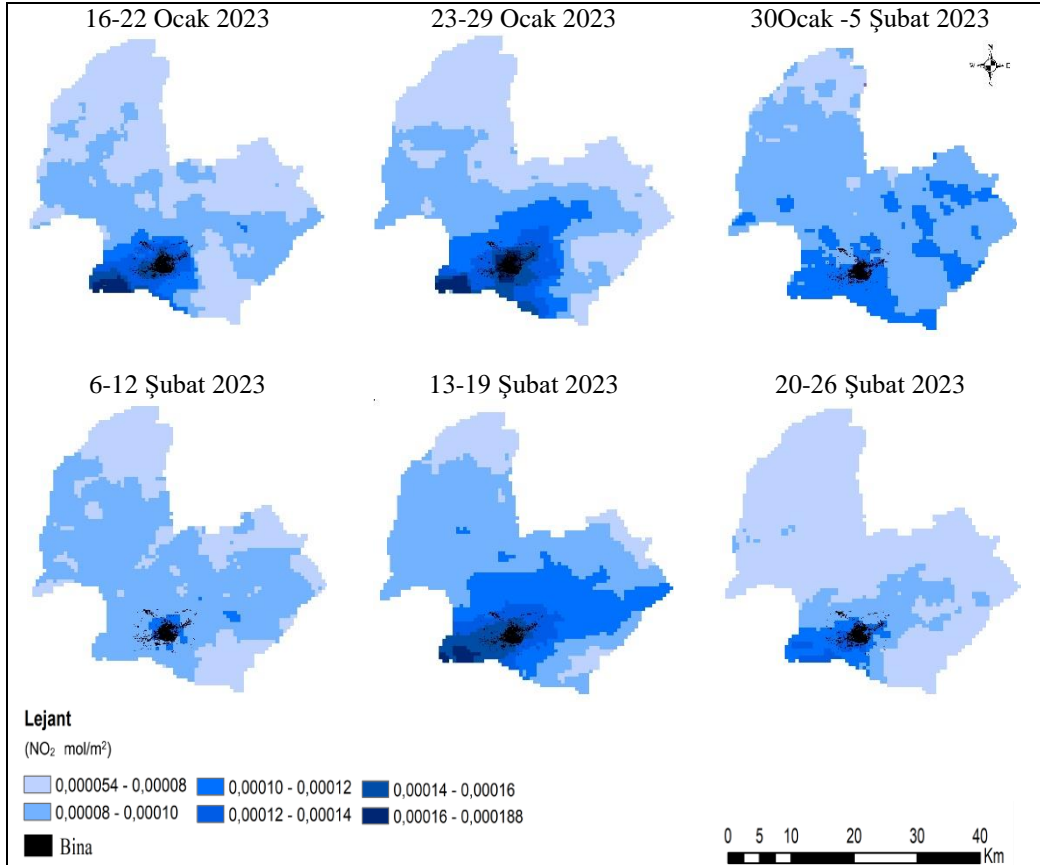 16-22 Ocak 2023
23-29 Ocak 2023
30Ocak -5 Şubat 2023
N
W E
S
6-12 Şubat 2023
13-19 Şubat 2023
20-26 Şubat 2023
Lejant
(NO₂ mol/m²)
0,000054 - 0,00008
0,00010 - 0,00012
0,00014 - 0,00016
0,00008 - 0,00010
0,00012 - 0,00014
0,00016 - 0,000188
Bina
0 5 10 20 30 40
Km